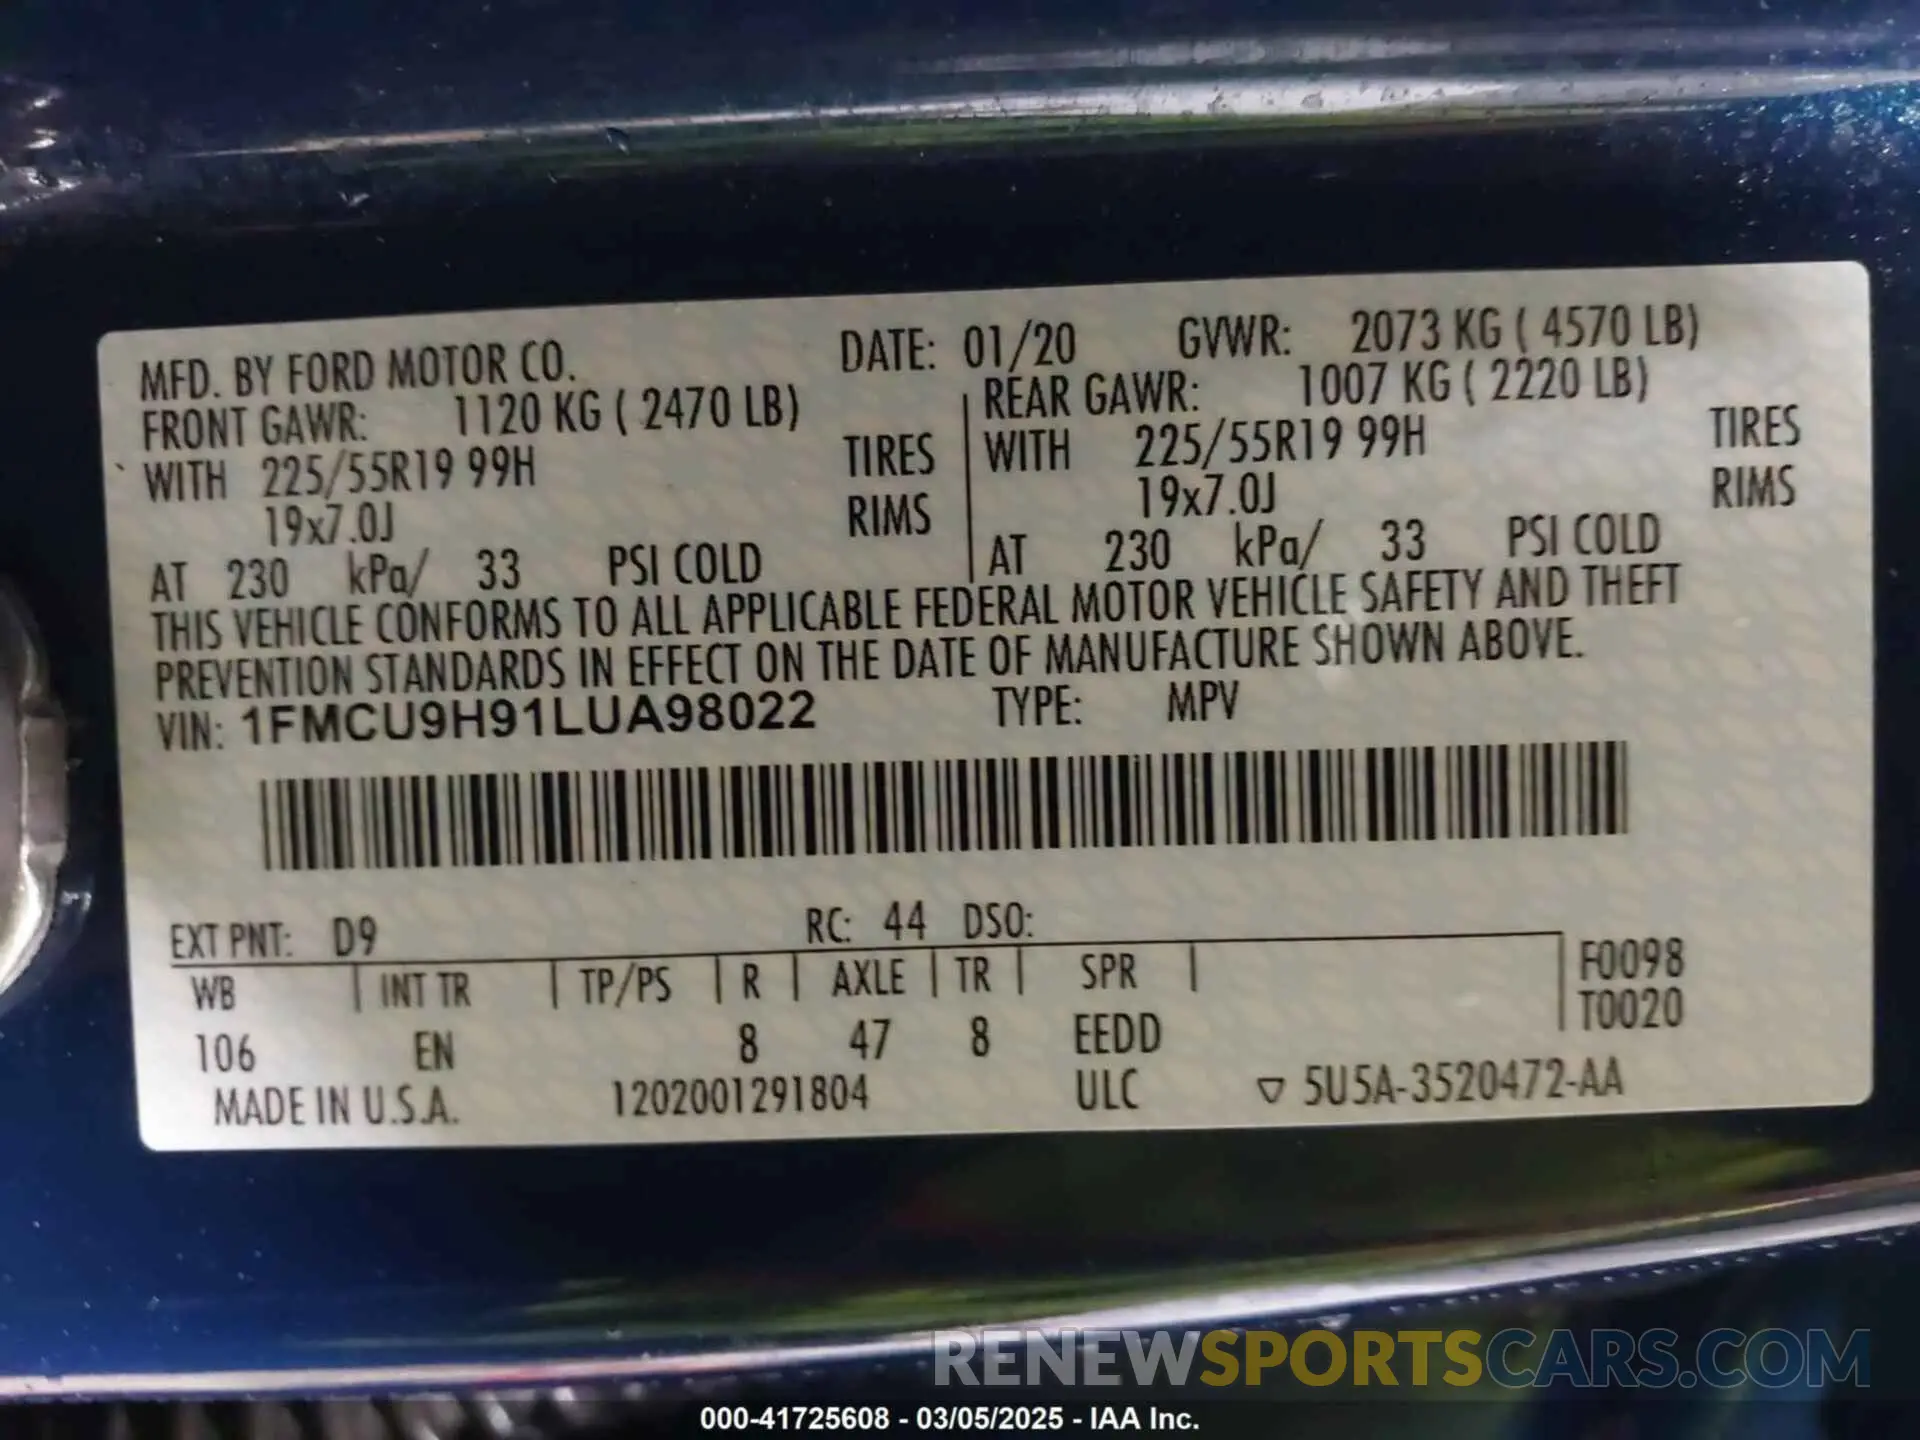 MFD. BY FORD MOTOR CO. DATE: 01/20 GVWR: 2073 KG ( 4570 LB)
FRONT GAWR: 1120 KG ( 2470 LB) REAR GAWR: 1007 KG ( 2220 LB)
WITH 225/55R19 99H TIRES WITH 225/55R19 99H TIRES
19x7.0J RIMS 19x7.0J RIMS
AT 230 kPa/ 33 PSI COLD AT 230 kPa/ 33 PSI COLD
THIS VEHICLE CONFORMS TO ALL APPLICABLE FEDERAL MOTOR VEHICLE SAFETY AND THEFT
PREVENTION STANDARDS IN EFFECT ON THE DATE OF MANUFACTURE SHOWN ABOVE.
VIN: 1FMCU9H91LUA98022 TYPE: MPV
EXT PNT: D9 RC: 44 DSO:
WB INT TR TP/PS R AXLE TR SPR F0098
T0020
106 EN 8 47 8 EEDD
MADE IN U.S.A. 1202001291804 ULC ▽ 5U5A-3520472-AA
RENEWSPORTSCARS.COM
000-41725608 - 03/05/2025 - IAA Inc.